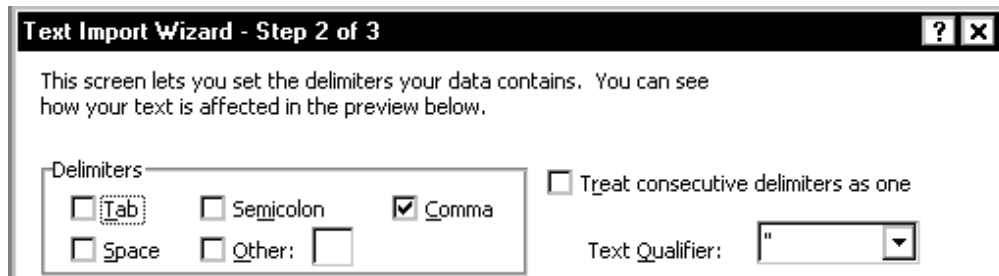 Text Import Wizard - Step 2 of 3 ? X
This screen lets you set the delimiters your data contains. You can see
how your text is affected in the preview below.
Delimiters
Tab Semicolon Comma
Space Other:
Treat consecutive delimiters as one
Text Qualifier: "